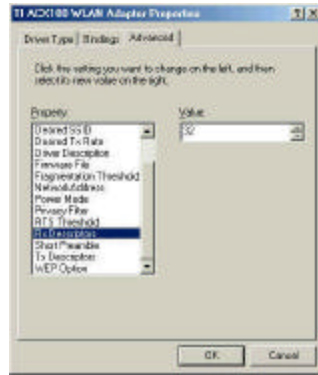 TI ACX100 WLAN Adapter Properties
Driver Type
Bindings
Advanced
Click the setting you want to change on the left, and then
select its new value on the right.
Property:
Value:
Desired SSID
Desired Tx Rate
Driver Description
Firmware File
Fragmentation Threshold
Network Address
Power Mode
Privacy Filter
RTS Threshold
Rx Descriptors
Short Preamble
Tx Descriptors
WEP Option
32
OK
Cancel